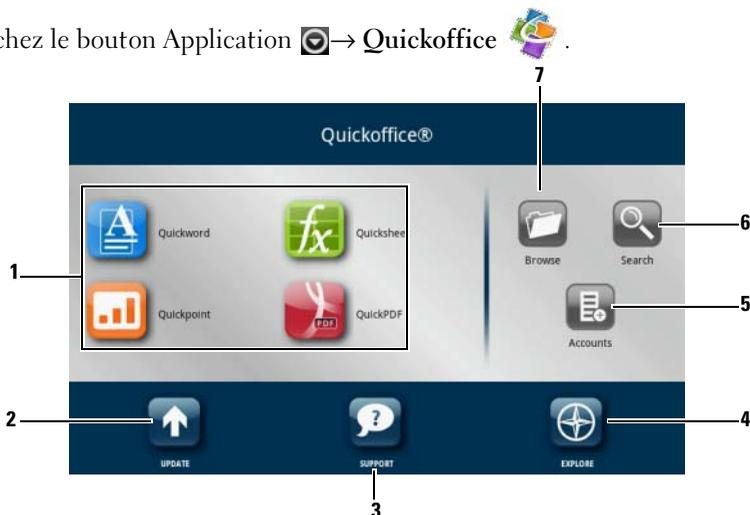 chez le bouton Application → Quickoffice .
7
Quickoffice®
Quickword
Quickshee
Browse
Search
6
1
Quickpoint
QuickPDF
PDF
Accounts
5
2
UPDATE
SUPPORT
EXPLORE
4
3